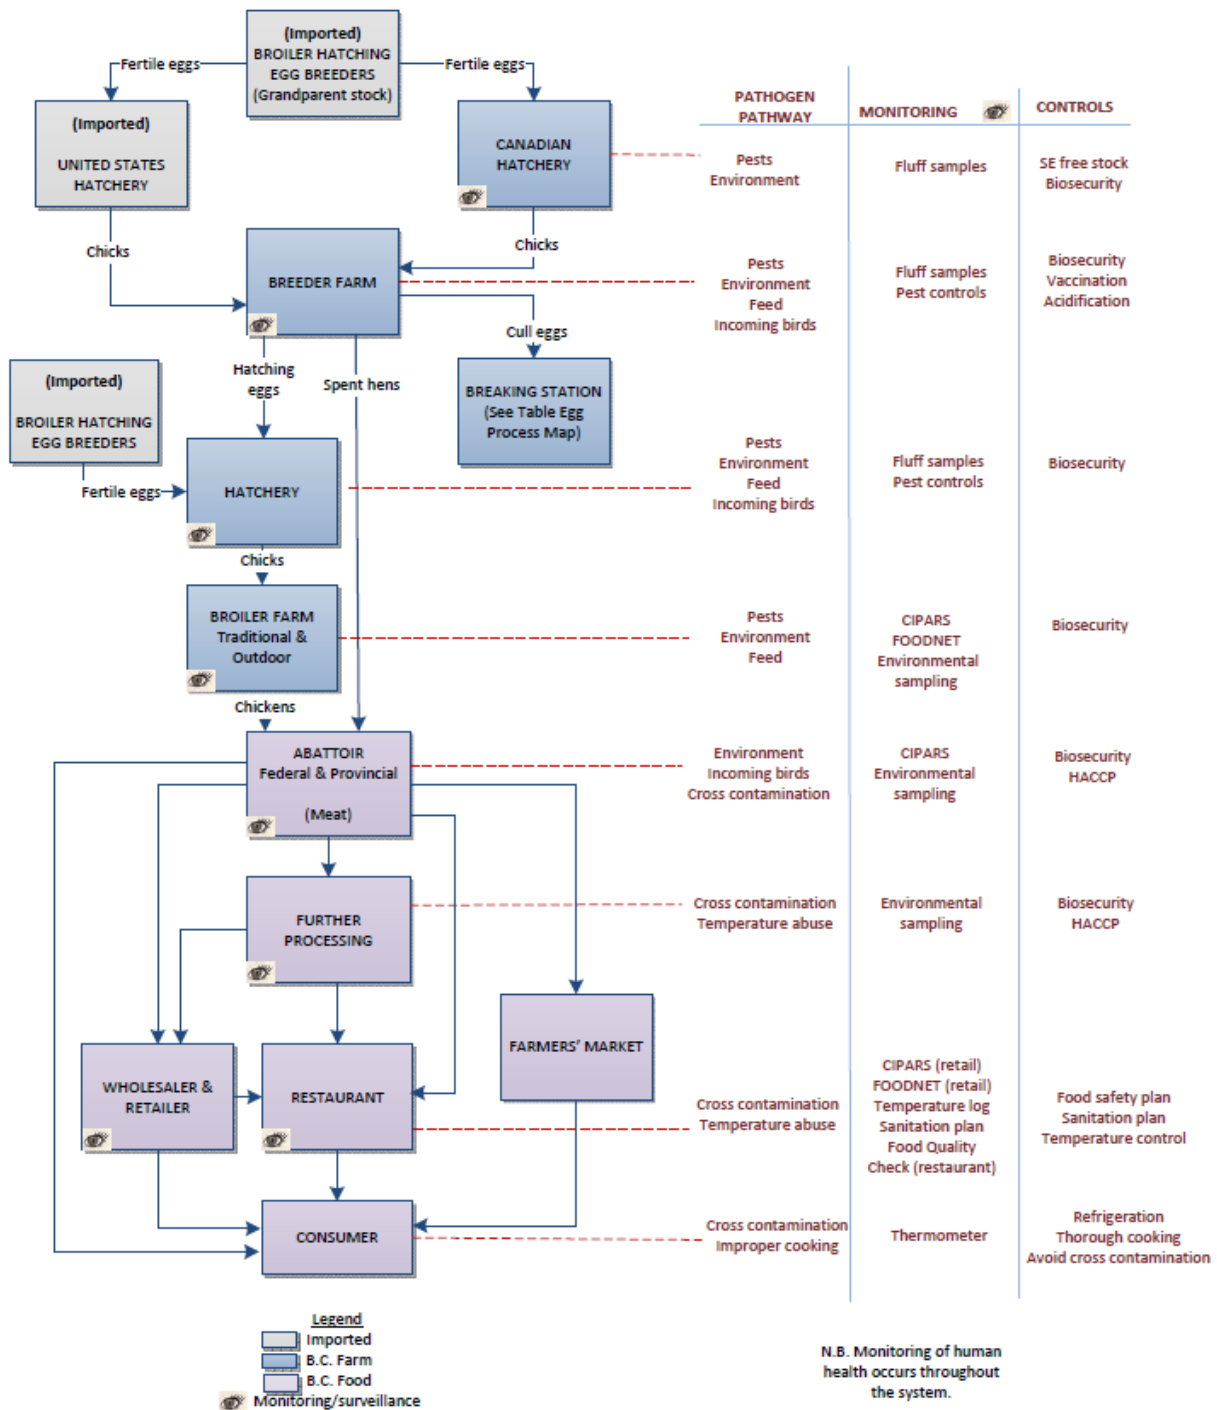 (Imported)
BROILER HATCHING
EGG BREEDERS
(Grandparent stock)
Fertile eggs
Fertile eggs
(Imported)
UNITED STATES
HATCHERY
CANADIAN
HATCHERY
Chicks
Chicks
BREEDER FARM
Cull eggs
Hatching
eggs
Spent hens
BREAKING STATION
(See Table Egg
Process Map)
(Imported)
BROILER HATCHING
EGG BREEDERS
Fertile eggs
HATCHERY
Chicks
BROILER FARM
Traditional &
Outdoor
Chickens
ABATTOIR
Federal & Provincial
(Meat)
FURTHER
PROCESSING
FARMERS' MARKET
WHOLESALER &
RETAILER
RESTAURANT
CONSUMER
PATHOGEN
PATHWAY
MONITORING
CONTROLS
Pests
Environment
Fluff samples
SE free stock
Biosecurity
Pests
Environment
Feed
Incoming birds
Fluff samples
Pest controls
Biosecurity
Vaccination
Acidification
Pests
Environment
Feed
Incoming birds
Fluff samples
Pest controls
Biosecurity
Pests
Environment
Feed
CIPARS
FOODNET
Environmental
sampling
Biosecurity
Environment
Incoming birds
Cross contamination
CIPARS
Environmental
sampling
Biosecurity
HACCP
Cross contamination
Temperature abuse
Environmental
sampling
Biosecurity
HACCP
Cross contamination
Temperature abuse
CIPARS (retail)
FOODNET (retail)
Temperature log
Sanitation plan
Food Quality
Check (restaurant)
Food safety plan
Sanitation plan
Temperature control
Cross contamination
Improper cooking
Thermometer
Refrigeration
Thorough cooking
Avoid cross contamination
Legend
Imported
B.C. Farm
B.C. Food
Monitoring/surveillance
N.B. Monitoring of human
health occurs throughout
the system.